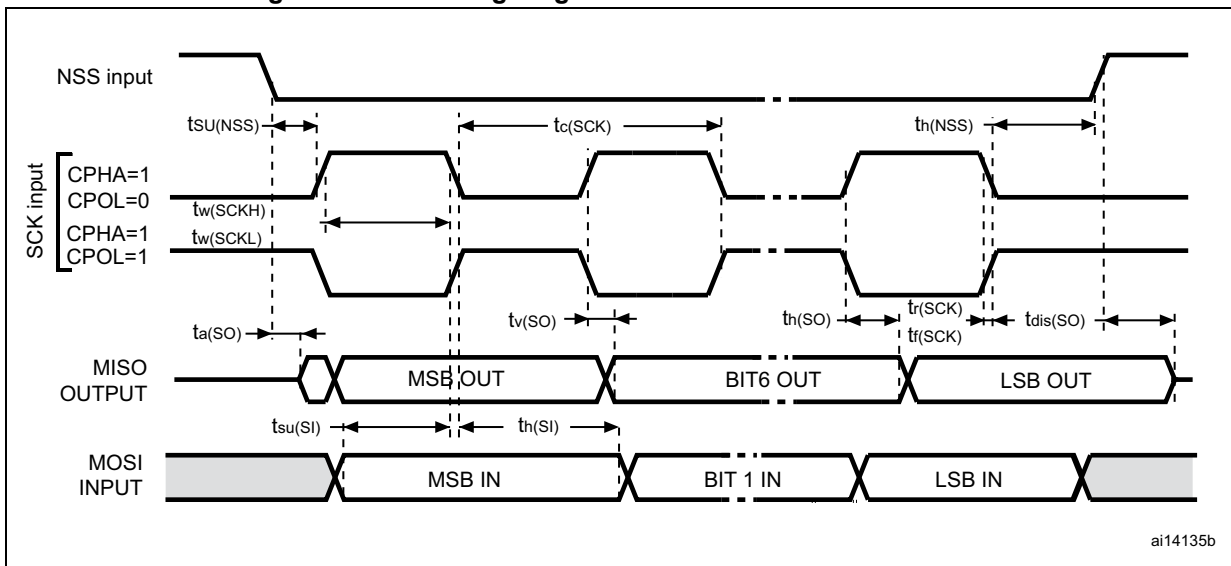 NSS input
tSU(NSS)
tc(SCK)
th(NSS)
SCK input
CPHA=1
CPOL=0
tw(SCKH)
CPHA=1
tw(SCKL)
CPOL=1
ta(SO)
tv(SO)
th(SO)
tr(SCK)
tf(SCK)
tdis(SO)
MISO
OUTPUT
MSB OUT
BIT6 OUT
LSB OUT
tsu(SI)
th(SI)
MOSI
INPUT
MSB IN
BIT 1 IN
LSB IN
ai14135b